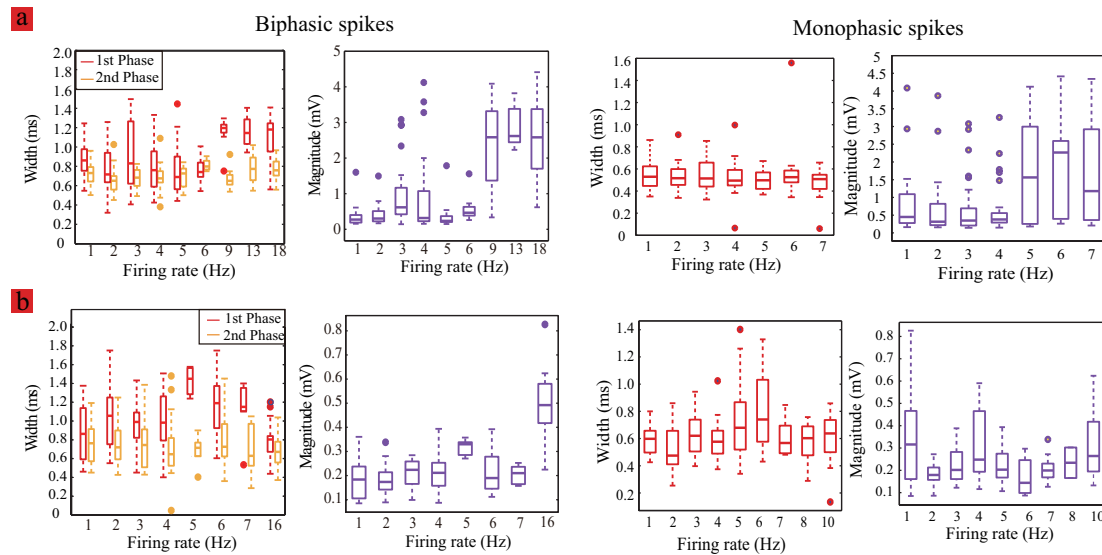 a
Biphasic spikes
Monophasic spikes
1st Phase
2nd Phase
Width (ms)
2.0
1.8
1.6
1.4
1.2
1.0
0.8
0.6
0.4
0.2
0
1 2 3 4 5 6 9 13 18
Firing rate (Hz)
Magnitude (mV)
5
4
3
2
1
0
1 2 3 4 5 6 9 13 18
Firing rate (Hz)
Width (ms)
1.6
1.4
1.2
1.0
0.8
0.6
0.4
0.2
0
1 2 3 4 5 6 7
Firing rate (Hz)
Magnitude (mV)
5
4.5
4
3.5
3
2.5
2
1.5
1
0.5
0
1 2 3 4 5 6 7
Firing rate (Hz)
b
1st Phase
2nd Phase
Width (ms)
2.0
1.8
1.6
1.4
1.2
1.0
0.8
0.6
0.4
0.2
0
1 2 3 4 5 6 7 16
Firing rate (Hz)
Magnitude (mV)
0.8
0.7
0.6
0.5
0.4
0.3
0.2
0.1
1 2 3 4 5 6 7 16
Firing rate (Hz)
Width (ms)
1.4
1.2
1.0
0.8
0.6
0.4
0.2
1 2 3 4 5 6 7 8 10
Firing rate (Hz)
Magnitude (mV)
0.8
0.7
0.6
0.5
0.4
0.3
0.2
0.1
1 2 3 4 5 6 7 8 10
Firing rate (Hz)